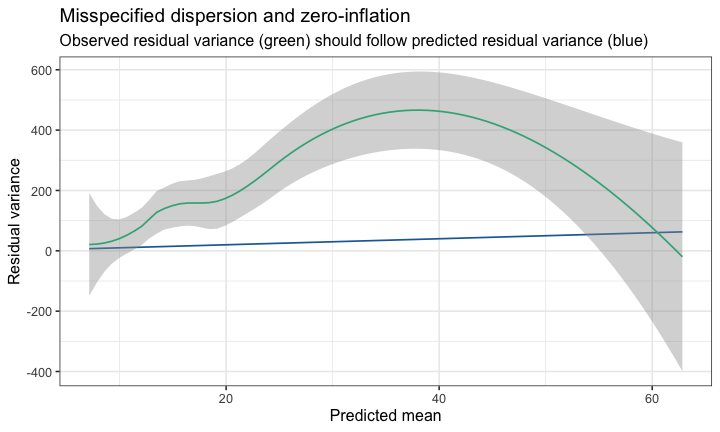 Misspecified dispersion and zero-inflation
Observed residual variance (green) should follow predicted residual variance (blue)
600
400
200
0
-200
-400
Residual variance
20
40
60
Predicted mean